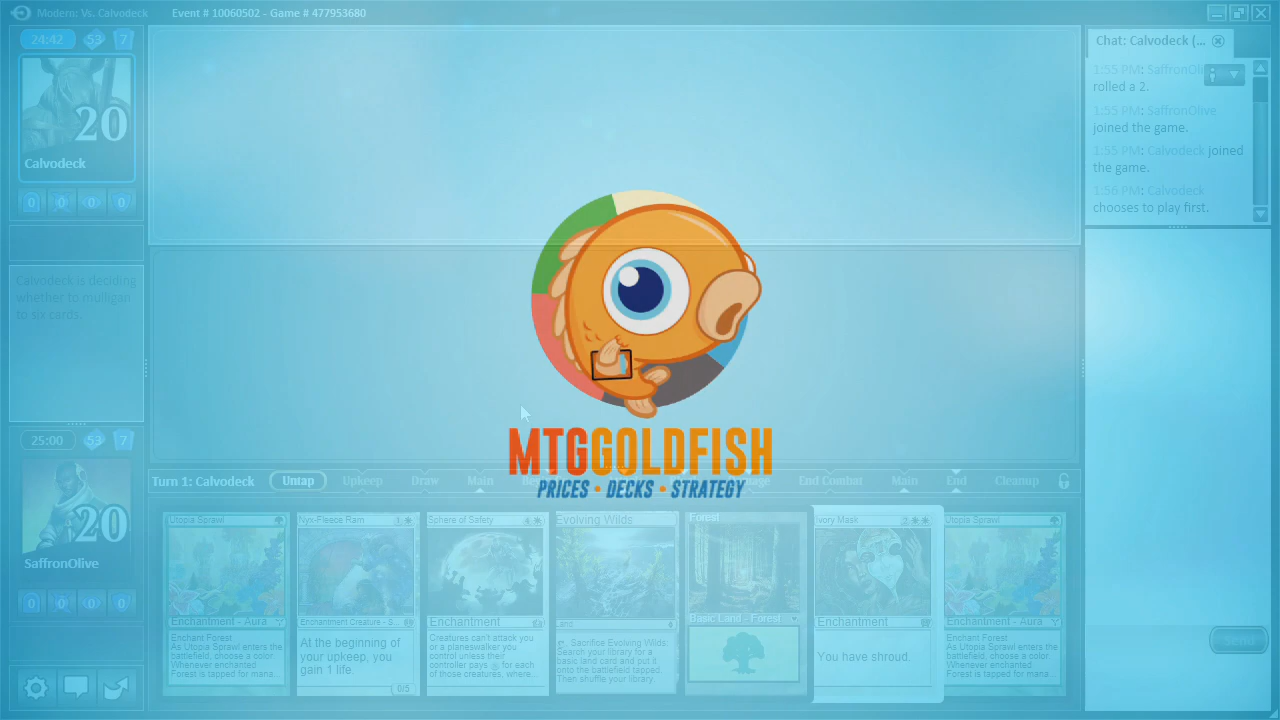 Modern: Vs. Calvodeck
Event # 10060502 - Game # 477953680
24:42
53
7
20
Calvodeck
0
0
0
0
Calvodeck is deciding
whether to mulligan
to six cards.
25:00
53
7
20
SaffronOlive
0
0
0
0
Chat: Calvodeck (...
1:55 PM: SaffronOli
rolled a 2.
1:55 PM: SaffronOlive
joined the game.
1:55 PM: Calvodeck joined
the game.
1:56 PM: Calvodeck
chooses to play first.
Send
MTGGOLDFISH
PRICES • DECKS • STRATEGY
Turn 1: Calvodeck
Untap
Upkeep
Draw
Main
End Combat
Main
End
Cleanup
Utopia Sprawl
Enchantment - Aura
Enchant Forest
As Utopia Sprawl enters the
battlefield, choose a color.
Whenever enchanted
Forest is tapped for mana...
Nyx-Fleece Ram
1
Enchantment Creature - S...
At the beginning of
your upkeep, you
gain 1 life.
0/5
Sphere of Safety
4
Enchantment
Creatures can't attack you
or a planeswalker you
control unless their
controller pays for each
of those creatures, where...
Evolving Wilds
Land
, Sacrifice Evolving Wilds:
Search your library for a
basic land card and put it
onto the battlefield tapped.
Then shuffle your library.
Forest
Basic Land - Forest
Ivory Mask
2
Enchantment
You have shroud.
Utopia Sprawl
Enchantment - Aura
Enchant Forest
As Utopia Sprawl enters the
battlefield, choose a color.
Whenever enchanted
Forest is tapped for mana...